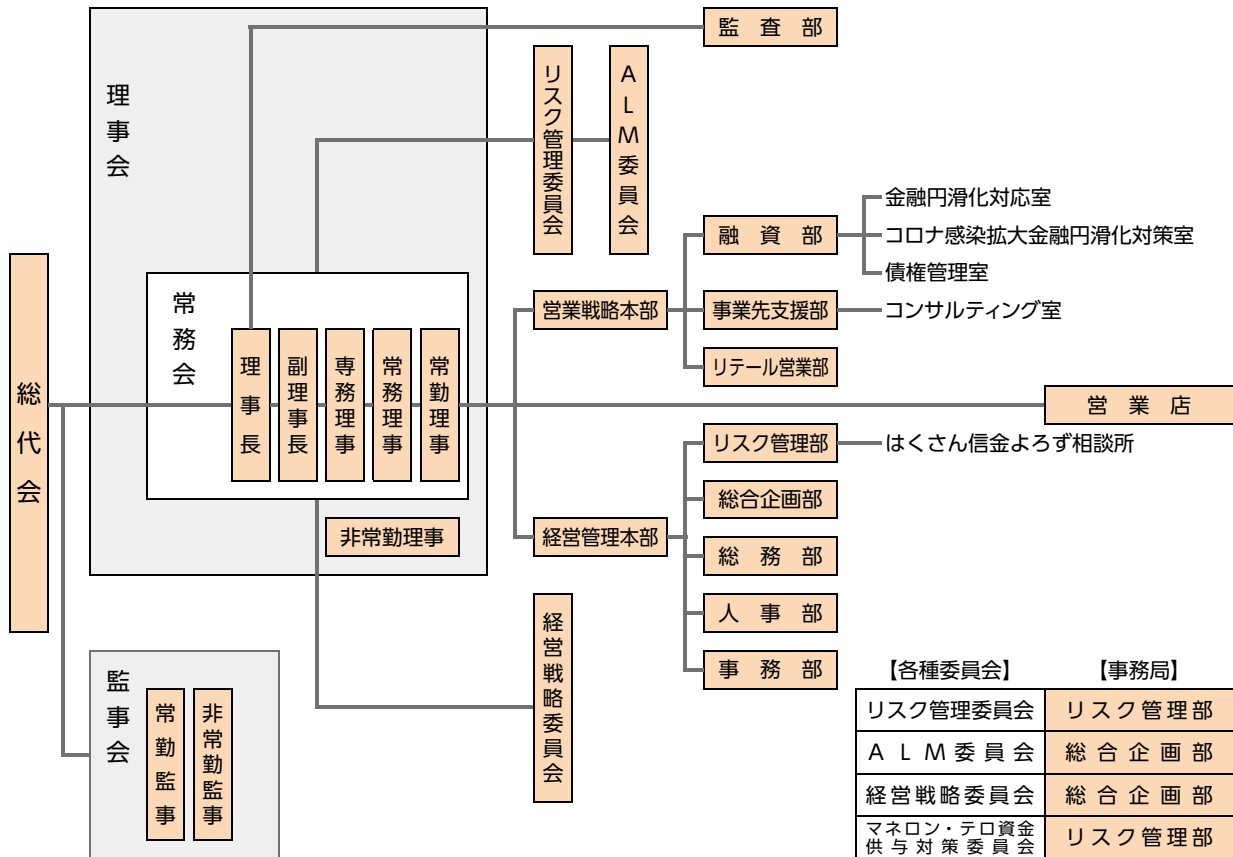 監査部
理事会
リスク管理委員会
ALM委員会
金融円滑化対応室
融資部
コロナ感染拡大金融円滑化対策室
債権管理室
総代会
常務会
営業戦略本部
事業先支援部
コンサルティング室
理事長
副理事長
専務理事
常務理事
常勤理事
リテール営業部
営業店
リスク管理部
はくさん信金よろず相談所
総合企画部
非常勤理事
経営管理本部
総務部
人事部
事務部
経営戦略委員会
監事会
常勤監事
非常勤監事
【各種委員会】 【事務局】
リスク管理委員会 リスク管理部
ALM委員会 総合企画部
経営戦略委員会 総合企画部
マネロン・テロ資金
供与対策委員会 リスク管理部